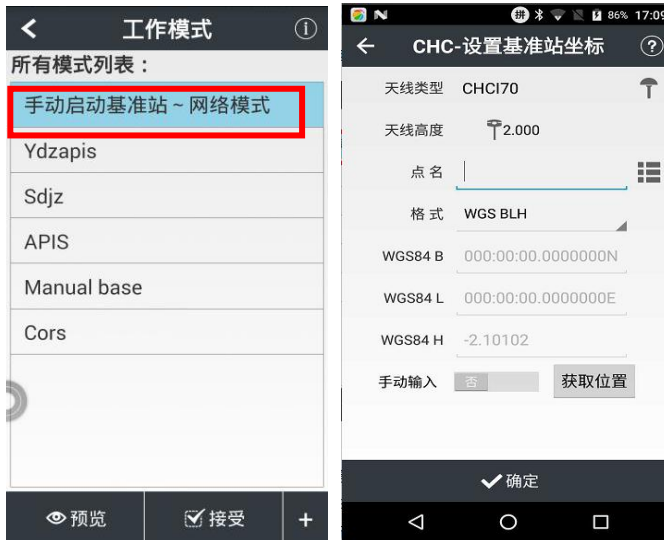 工作模式
所有模式列表：
手动启动基准站 ~ 网络模式
Ydzapis
Sdjz
APIS
Manual base
Cors
预览
接受
+
拼 86% 17:09
CHC-设置基准站坐标
天线类型 CHCI70
天线高度 2.000
点名
格式 WGS BLH
WGS84 B 000:00:00.0000000N
WGS84 L 000:00:00.0000000E
WGS84 H -2.10102
手动输入 否 获取位置
确定